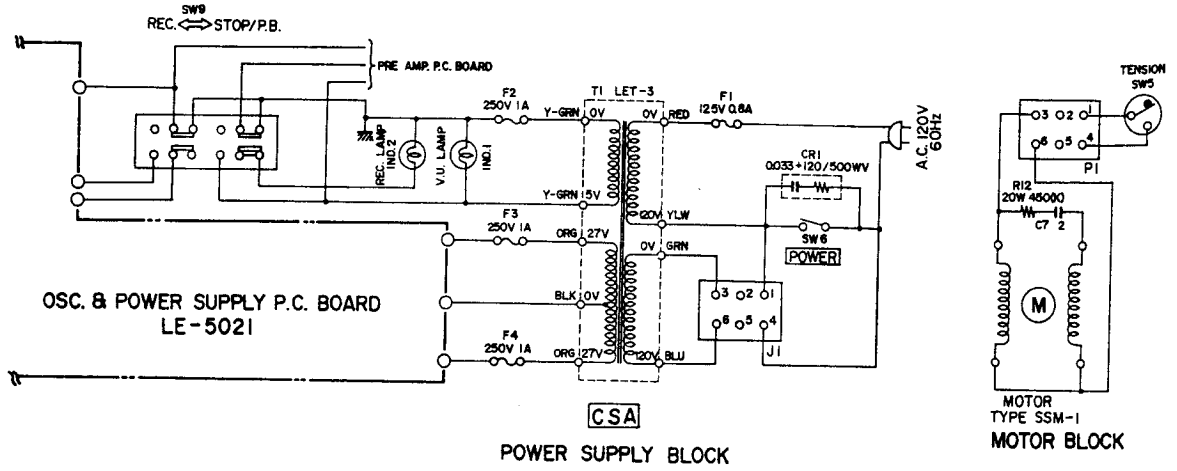 SW9
REC. STOP/P.B.
PRE AMP. P.C. BOARD
REC. LAMP
IND.2
V.U. LAMP
IND.1
F2
250V 1A
Y-GRN 0V
Y-GRN 15V
T1 LET-3
0V RED
F1
125V 0.8A
A.C. 120V
60Hz
CR1
0.033+120/500WV
120V YLW
SW6
POWER
0V GRN
F3
250V 1A
ORG 27V
BLK 0V
F4
250V 1A
ORG 27V
120V BLU
3 2 1
6 5 4
J1
OSC. & POWER SUPPLY P.C. BOARD
LE-5021
CSA
POWER SUPPLY BLOCK
TENSION
SW5
3 2 1
6 5 4
P1
R12
20W 450Ω
C7 2
M
MOTOR
TYPE SSM-1
MOTOR BLOCK